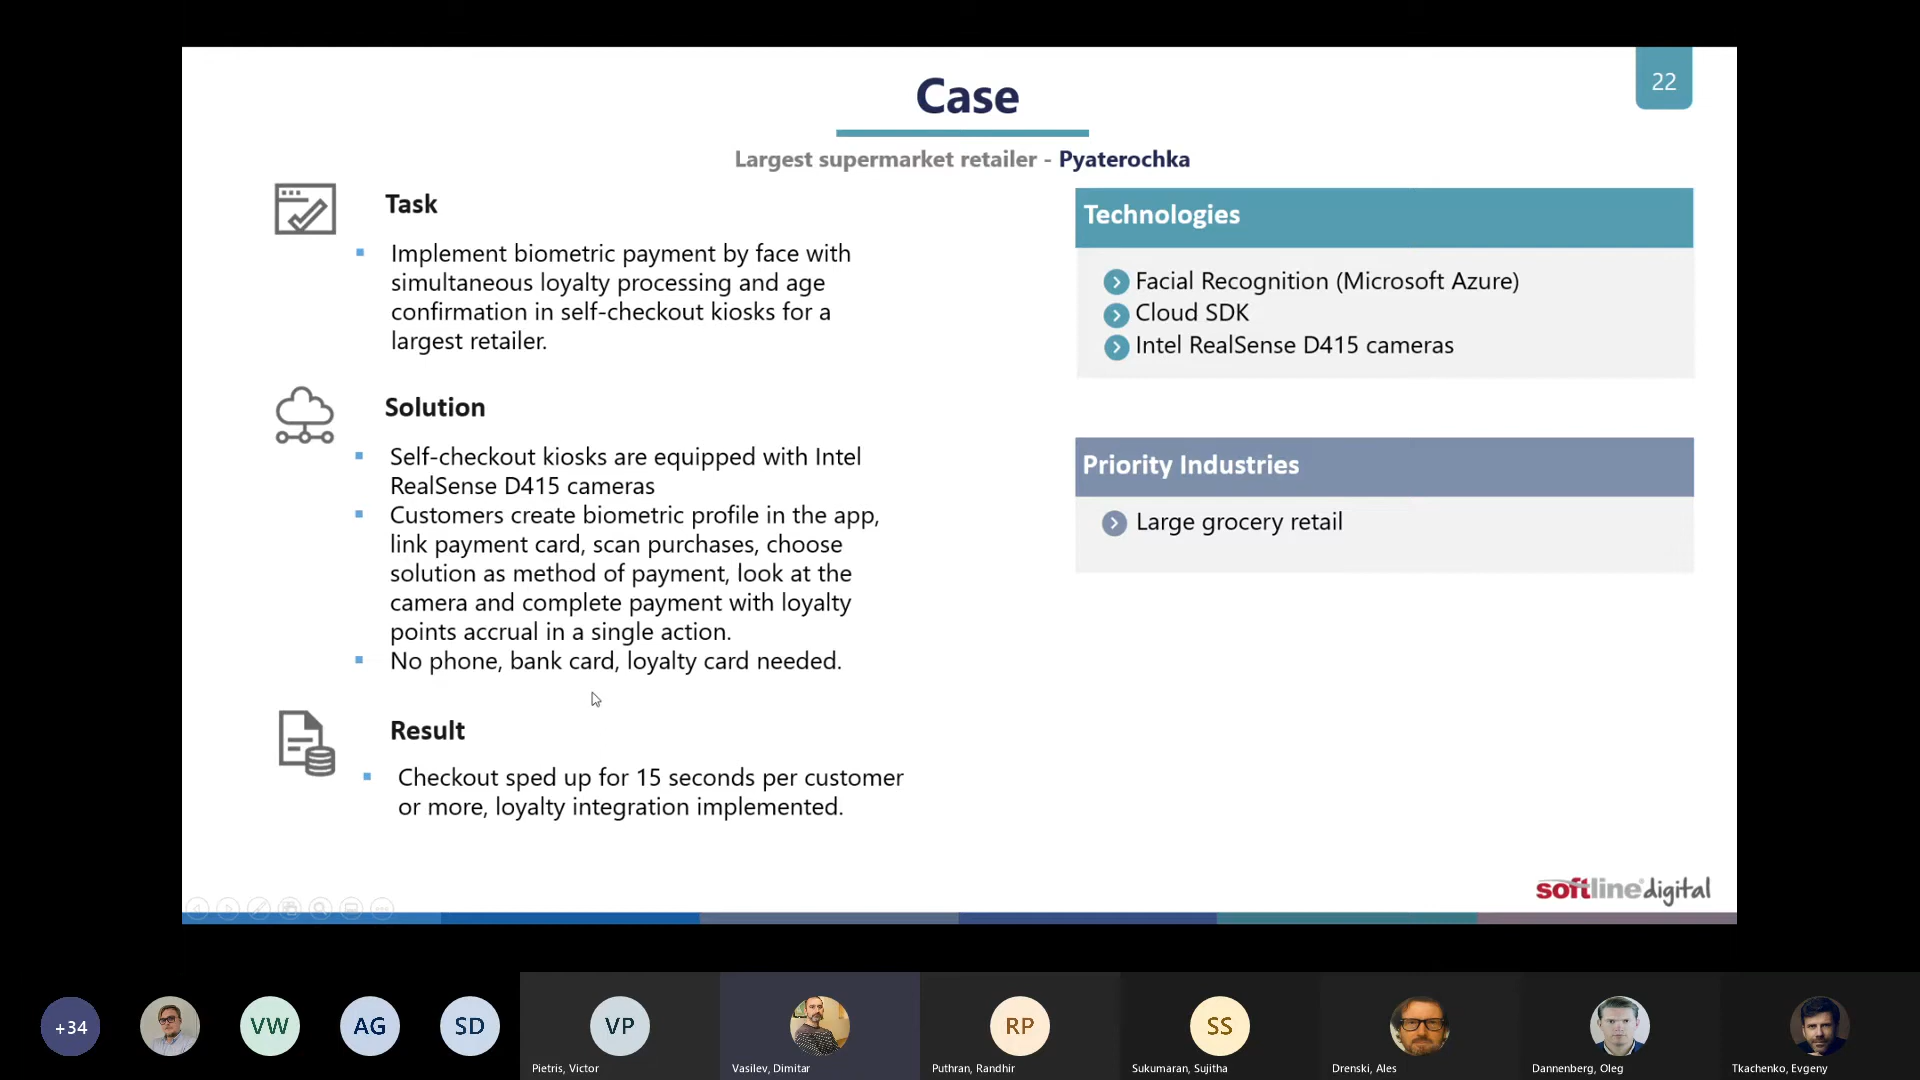 22
Case
Largest supermarket retailer - Pyaterochka
Task
Implement biometric payment by face with
simultaneous loyalty processing and age
confirmation in self-checkout kiosks for a
largest retailer.
Solution
Self-checkout kiosks are equipped with Intel
RealSense D415 cameras
Customers create biometric profile in the app,
link payment card, scan purchases, choose
solution as method of payment, look at the
camera and complete payment with loyalty
points accrual in a single action.
No phone, bank card, loyalty card needed.
Result
Checkout sped up for 15 seconds per customer
or more, loyalty integration implemented.
Technologies
Facial Recognition (Microsoft Azure)
Cloud SDK
Intel RealSense D415 cameras
Priority Industries
Large grocery retail
softline digital
+34
VW
AG
SD
VP
RP
SS
Pietris, Victor
Vasilev, Dimitar
Puthran, Randhir
Sukumaran, Sujitha
Drenski, Ales
Dannenberg, Oleg
Tkachenko, Evgeny